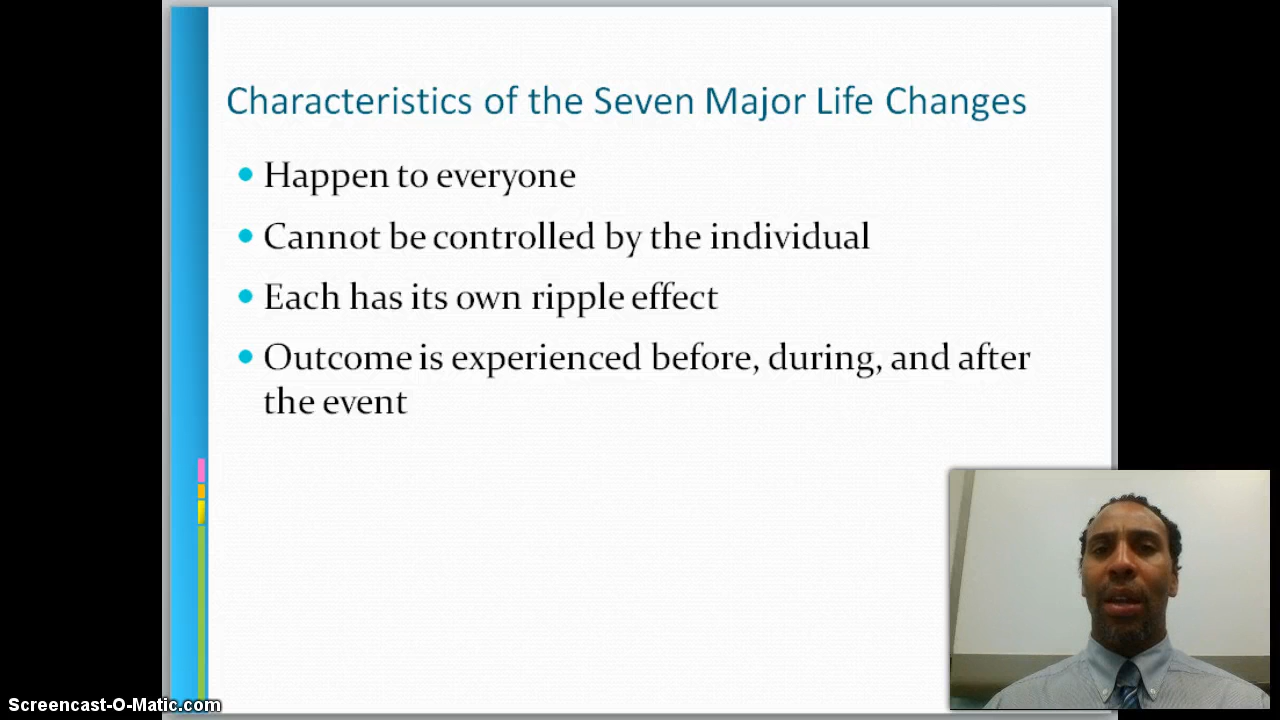 Characteristics of the Seven Major Life Changes
Happen to everyone
Cannot be controlled by the individual
Each has its own ripple effect
Outcome is experienced before, during, and after
the event
Screencast-O-Matic.com